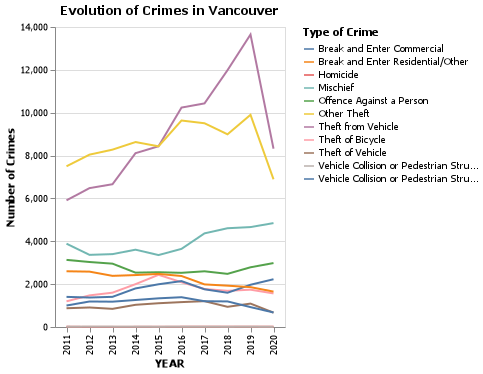 Evolution of Crimes in Vancouver
Number of Crimes
14,000
12,000
10,000
8,000
6,000
4,000
2,000
0
2011 2012 2013 2014 2015 2016 2017 2018 2019 2020
YEAR
Type of Crime
Break and Enter Commercial
Break and Enter Residential/Other
Homicide
Mischief
Offence Against a Person
Other Theft
Theft from Vehicle
Theft of Bicycle
Theft of Vehicle
Vehicle Collision or Pedestrian Stru...
Vehicle Collision or Pedestrian Stru...